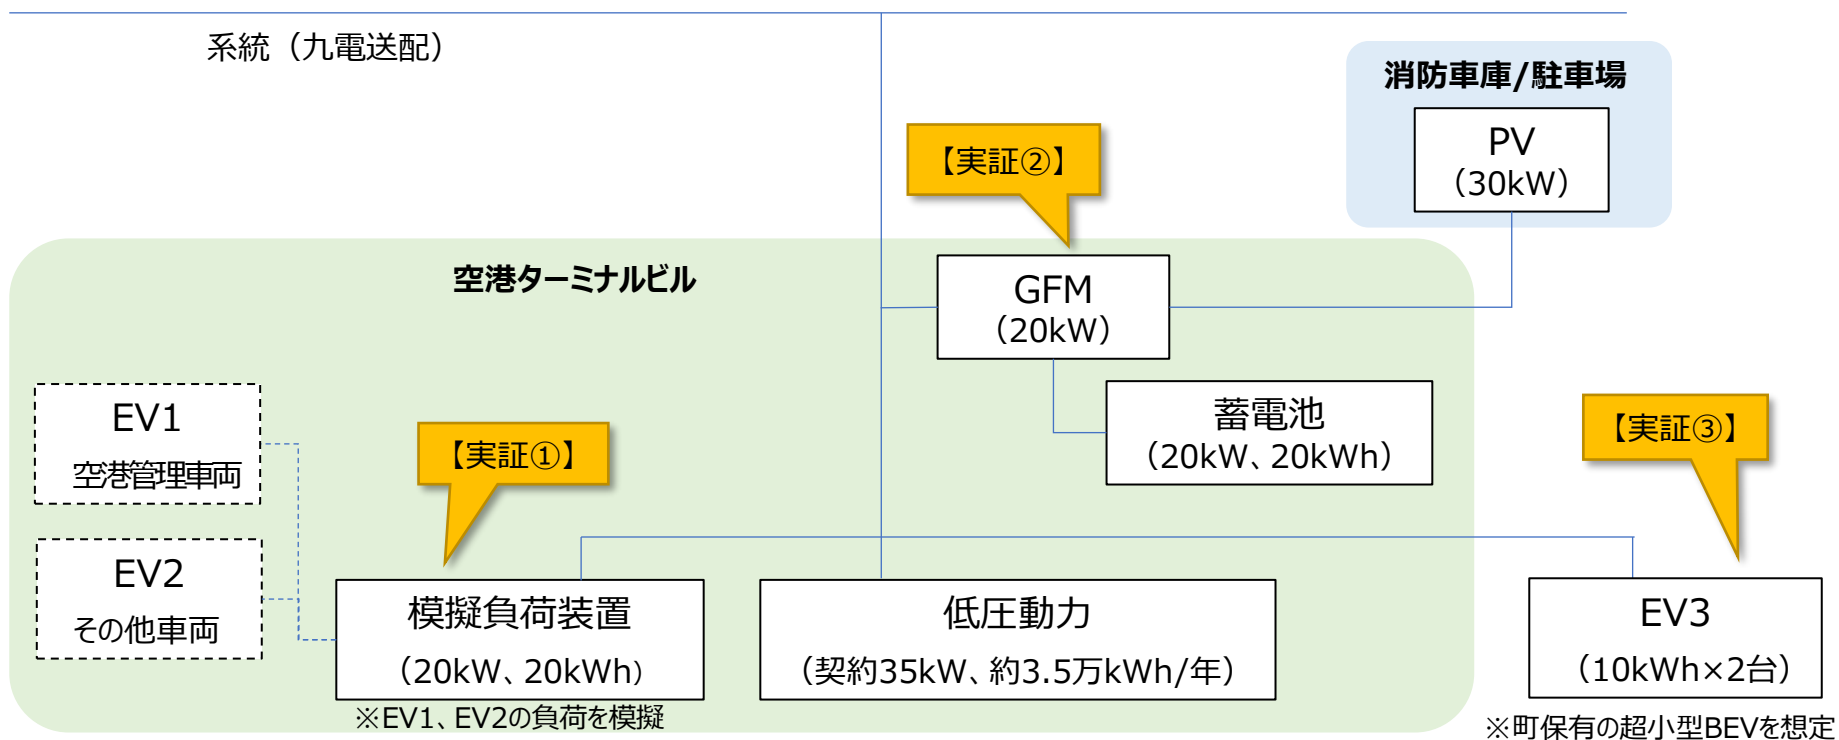 系統（九電送配）
消防車庫/駐車場
PV
（30kW）
【実証②】
空港ターミナルビル
GFM
（20kW）
蓄電池
（20kW、20kWh）
EV1
空港管理車両
【実証①】
【実証③】
EV2
その他車両
模擬負荷装置
（20kW、20kWh）
※EV1、EV2の負荷を模擬
低圧動力
（契約35kW、約3.5万kWh/年）
EV3
（10kWh×2台）
※町保有の超小型BEVを想定